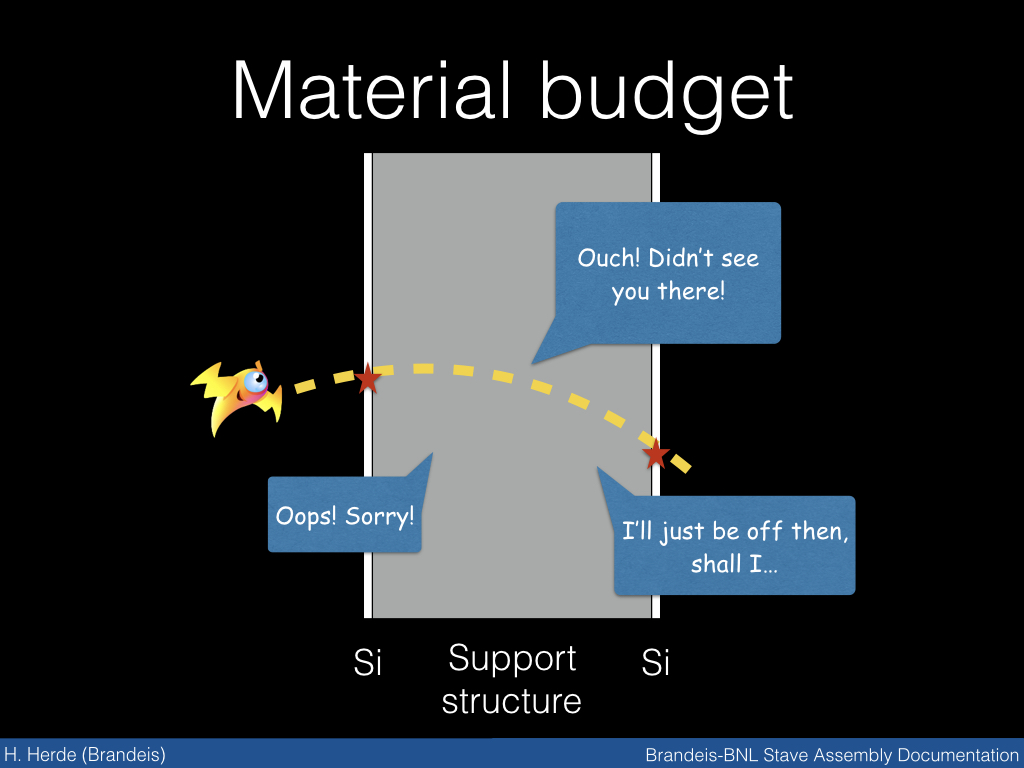 Material budget
Ouch! Didn’t see
you there!
Oops! Sorry!
I’ll just be off then,
shall I…
Si
Support
structure
Si
H. Herde (Brandeis)
Brandeis-BNL Stave Assembly Documentation